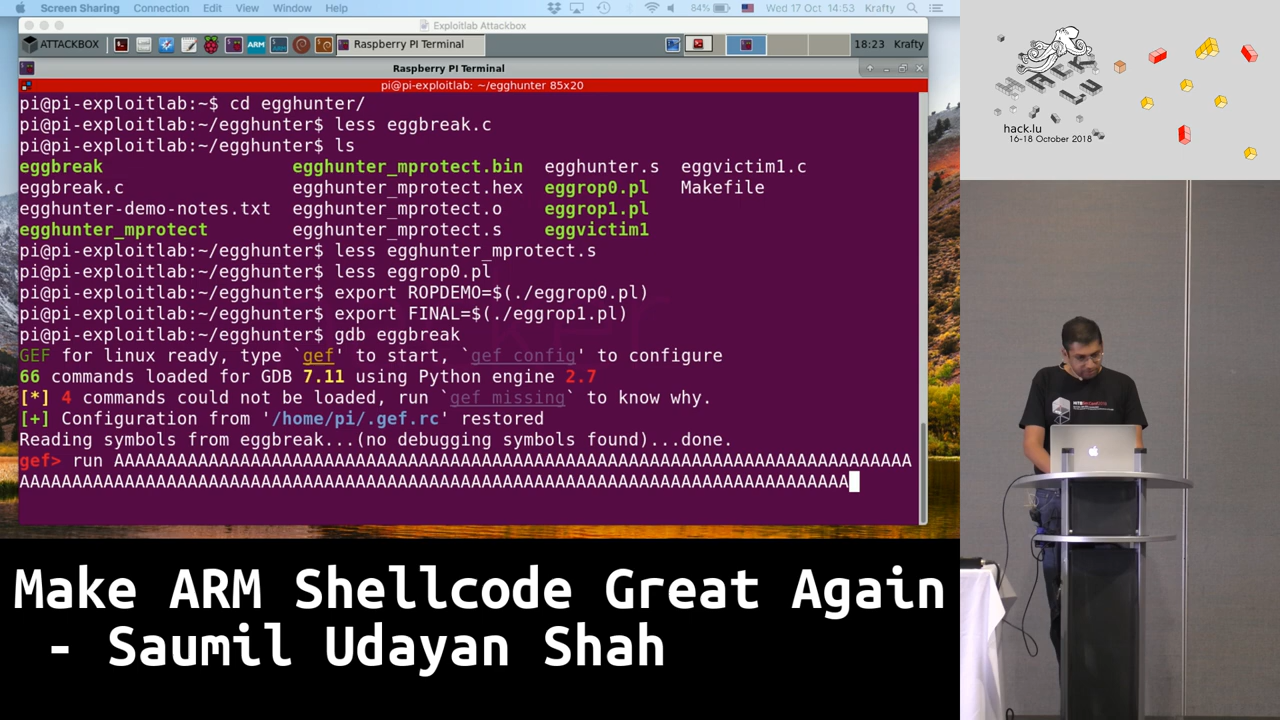 Screen Sharing Connection Edit View Window Help 84% Wed 17 Oct 14:53 Krafty
Exploitlab Attackbox
ATTACKBOX ARM Raspberry PI Terminal 18:23 Krafty
Raspberry PI Terminal
pi@pi-exploitlab: ~/egghunter 85x20
pi@pi-exploitlab:~$ cd egghunter/
pi@pi-exploitlab:~/egghunter$ less eggbreak.c
pi@pi-exploitlab:~/egghunter$ ls
eggbreak egghunter_mprotect.bin egghunter.s eggvictim1.c
eggbreak.c egghunter_mprotect.hex eggrop0.pl Makefile
egghunter-demo-notes.txt egghunter_mprotect.o eggrop1.pl
egghunter_mprotect egghunter_mprotect.s eggvictim1
pi@pi-exploitlab:~/egghunter$ less egghunter_mprotect.s
pi@pi-exploitlab:~/egghunter$ less eggrop0.pl
pi@pi-exploitlab:~/egghunter$ export ROPDEMO=$(./eggrop0.pl)
pi@pi-exploitlab:~/egghunter$ export FINAL=$(./eggrop1.pl)
pi@pi-exploitlab:~/egghunter$ gdb eggbreak
GEF for linux ready, type `gef' to start, `gef config' to configure
66 commands loaded for GDB 7.11 using Python engine 2.7
[*] 4 commands could not be loaded, run `gef missing` to know why.
[+] Configuration from '/home/pi/.gef.rc' restored
Reading symbols from eggbreak...(no debugging symbols found)...done.
gef> run AAAAAAAAAAAAAAAAAAAAAAAAAAAAAAAAAAAAAAAAAAAAAAAAAAAAAAAAAAAAAAAAAAAAAAAAAAAA
AAAAAAAAAAAAAAAAAAAAAAAAAAAAAAAAAAAAAAAAAAAAAAAAAAAAAAAAAAAAAAAAAAAAAAAAAAAAAAA
hack.lu
16-18 October 2018
Make ARM Shellcode Great Again
- Saumil Udayan Shah